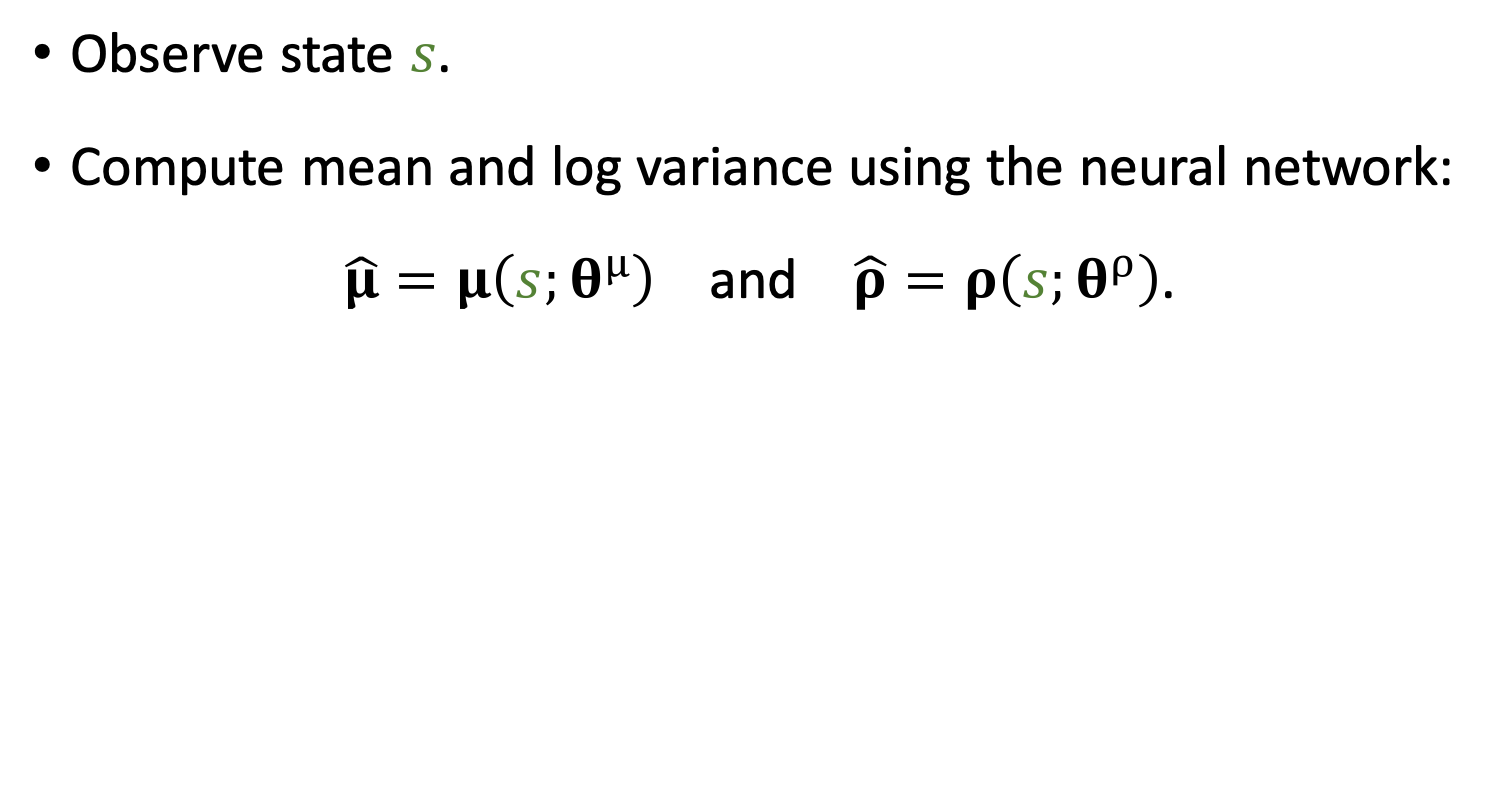 • Observe state s.
• Compute mean and log variance using the neural network:
𝛍̂ = 𝛍(s; 𝛉^μ) and 𝛒̂ = 𝛒(s; 𝛉^ρ).